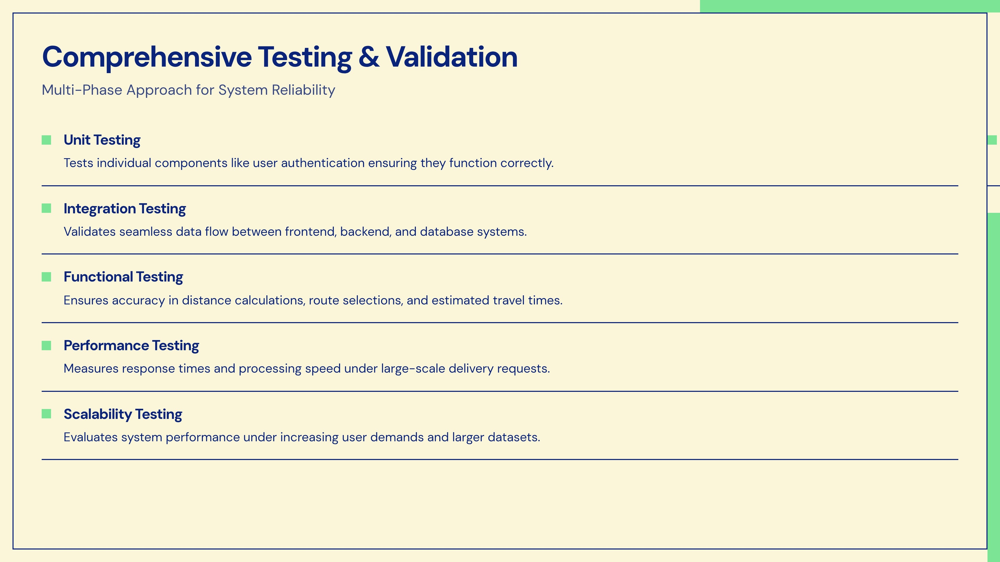 Comprehensive Testing & Validation
Multi-Phase Approach for System Reliability
Unit Testing
Tests individual components like user authentication ensuring they function correctly.
Integration Testing
Validates seamless data flow between frontend, backend, and database systems.
Functional Testing
Ensures accuracy in distance calculations, route selections, and estimated travel times.
Performance Testing
Measures response times and processing speed under large-scale delivery requests.
Scalability Testing
Evaluates system performance under increasing user demands and larger datasets.